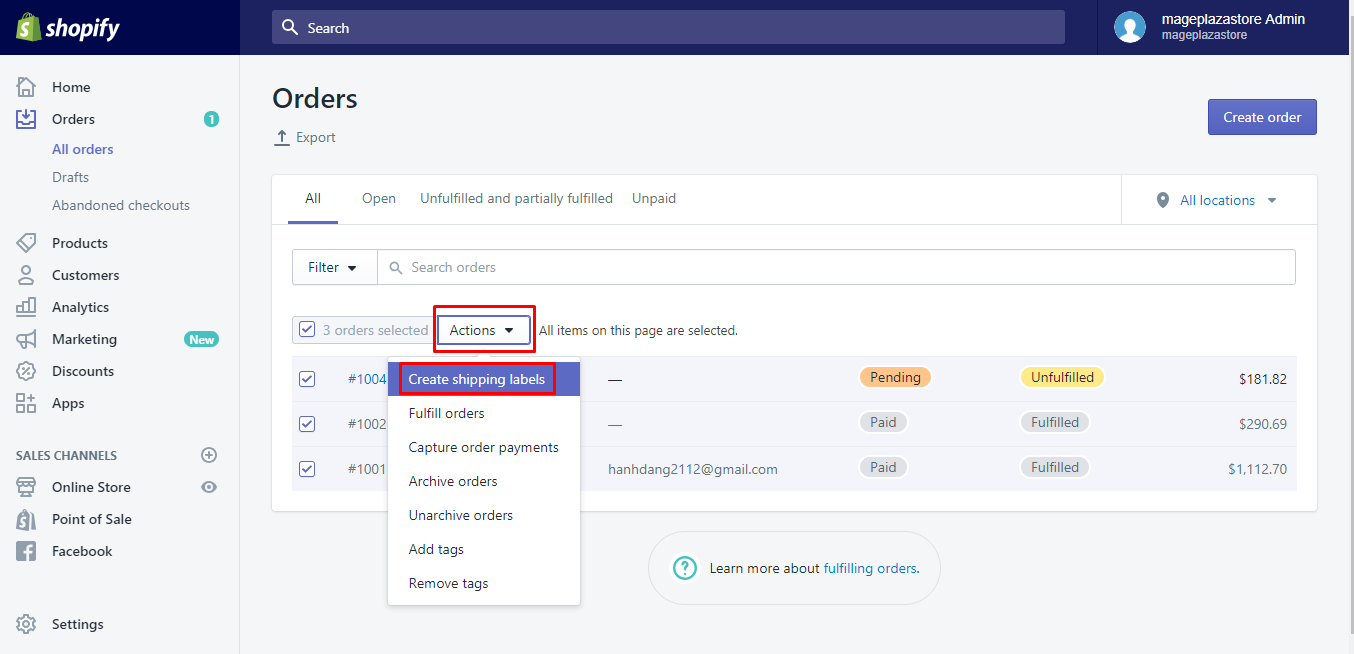 shopify
Search
mageplazastore Admin
mageplazastore
Home
Orders
1
All orders
Drafts
Abandoned checkouts
Products
Customers
Analytics
Marketing
New
Discounts
Apps
SALES CHANNELS
Online Store
Point of Sale
Facebook
Settings
Orders
Export
Create order
All Open Unfulfilled and partially fulfilled Unpaid
All locations
Filter
Search orders
3 orders selected Actions All items on this page are selected.
#1004 — Pending Unfulfilled $181.82
#1002 — Paid Fulfilled $290.69
#1001 hanhdang2112@gmail.com Paid Fulfilled $1,112.70
Create shipping labels
Fulfill orders
Capture order payments
Archive orders
Unarchive orders
Add tags
Remove tags
Learn more about fulfilling orders.